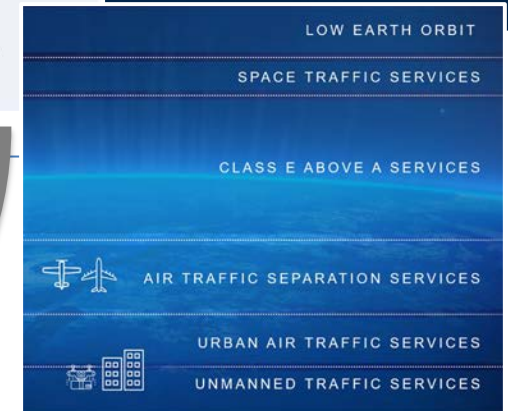 LOW EARTH ORBIT
SPACE TRAFFIC SERVICES
CLASS E ABOVE A SERVICES
AIR TRAFFIC SEPARATION SERVICES
URBAN AIR TRAFFIC SERVICES
UNMANNED TRAFFIC SERVICES